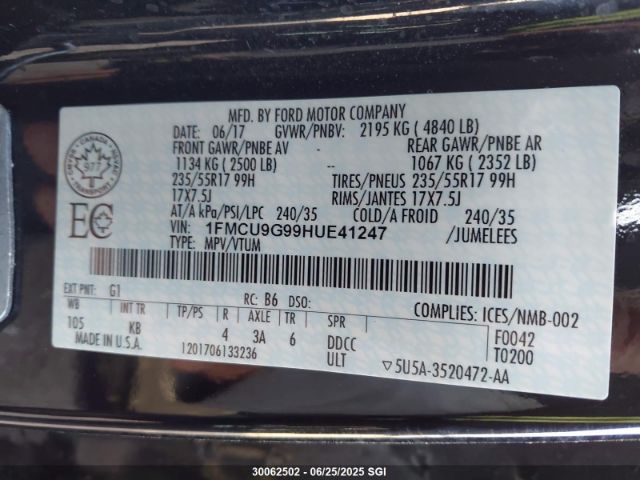 MFD. BY FORD MOTOR COMPANY
DATE: 06/17 GVWR/PNBV: 2195 KG ( 4840 LB)
FRONT GAWR/PNBE AV REAR GAWR/PNBE AR
1134 KG ( 2500 LB) -- 1067 KG ( 2352 LB)
235/55R17 99H TIRES/PNEUS 235/55R17 99H
17X7.5J RIMS/JANTES 17X7.5J
AT/A kPa/PSI/LPC 240/35 COLD/A FROID 240/35
VIN: 1FMCU9G99HUE41247 /JUMELEES
TYPE: MPV/VTUM
CANADA
977
TRANSPORT
EC
EXT PNT: G1 RC: B6 DSO: COMPLIES: ICES/NMB-002
WB INT TR TP/PS R AXLE TR SPR F0042
105 KB 4 3A 6 DDCC T0200
MADE IN U.S.A. 1201706133236 ULT ▽5U5A-3520472-AA
30062502 - 06/25/2025 SGI